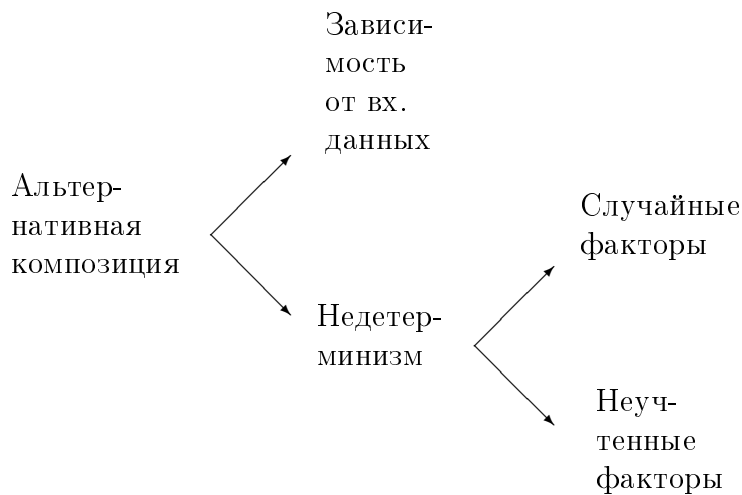 Зависи-
мость
от вх.
данных
Альтер-
нативная
композиция
Случайные
факторы
Недетер-
минизм
Неуч-
тенные
факторы